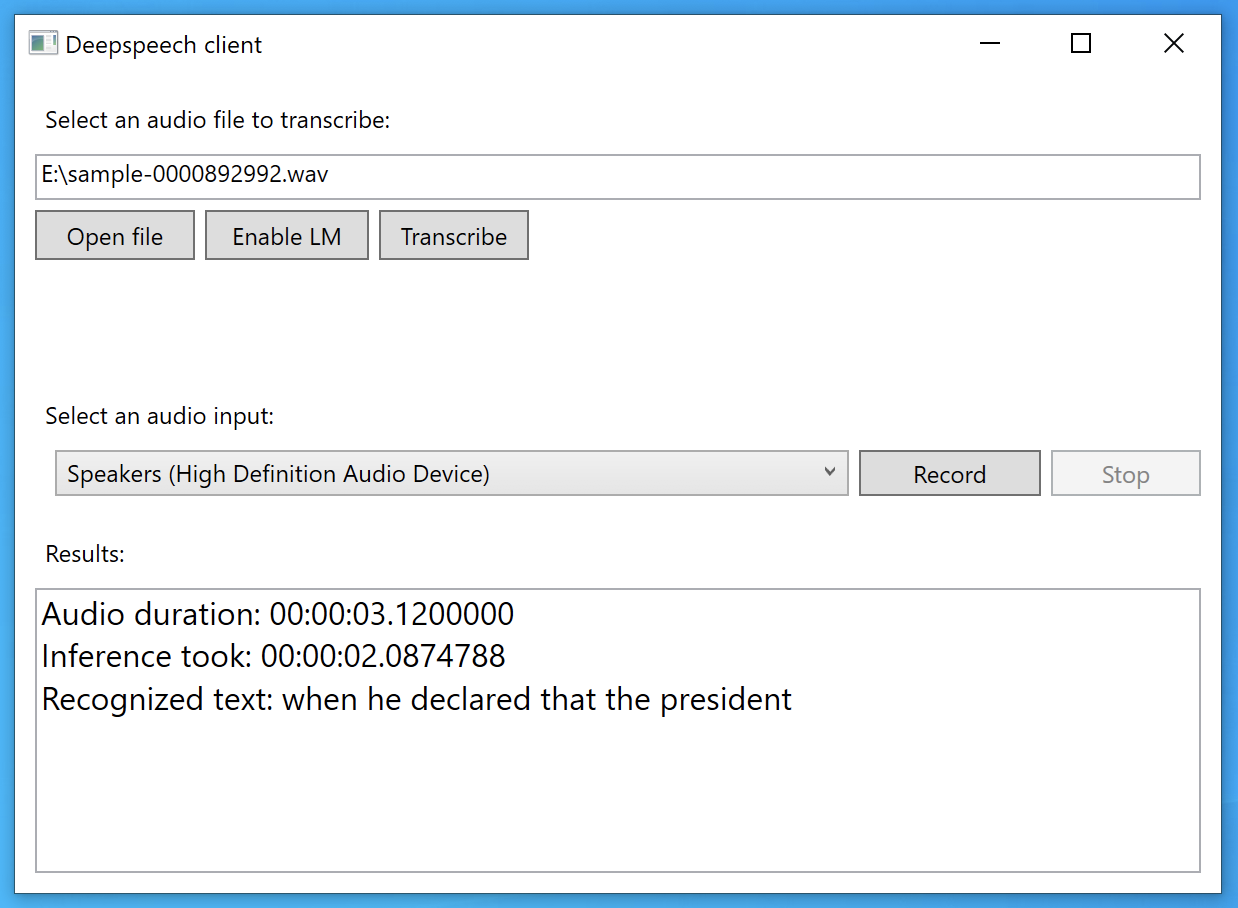 Deepspeech client
Select an audio file to transcribe:
E:\sample-0000892992.wav
Open file Enable LM Transcribe
Select an audio input:
Speakers (High Definition Audio Device) Record Stop
Results:
Audio duration: 00:00:03.1200000
Inference took: 00:00:02.0874788
Recognized text: when he declared that the president